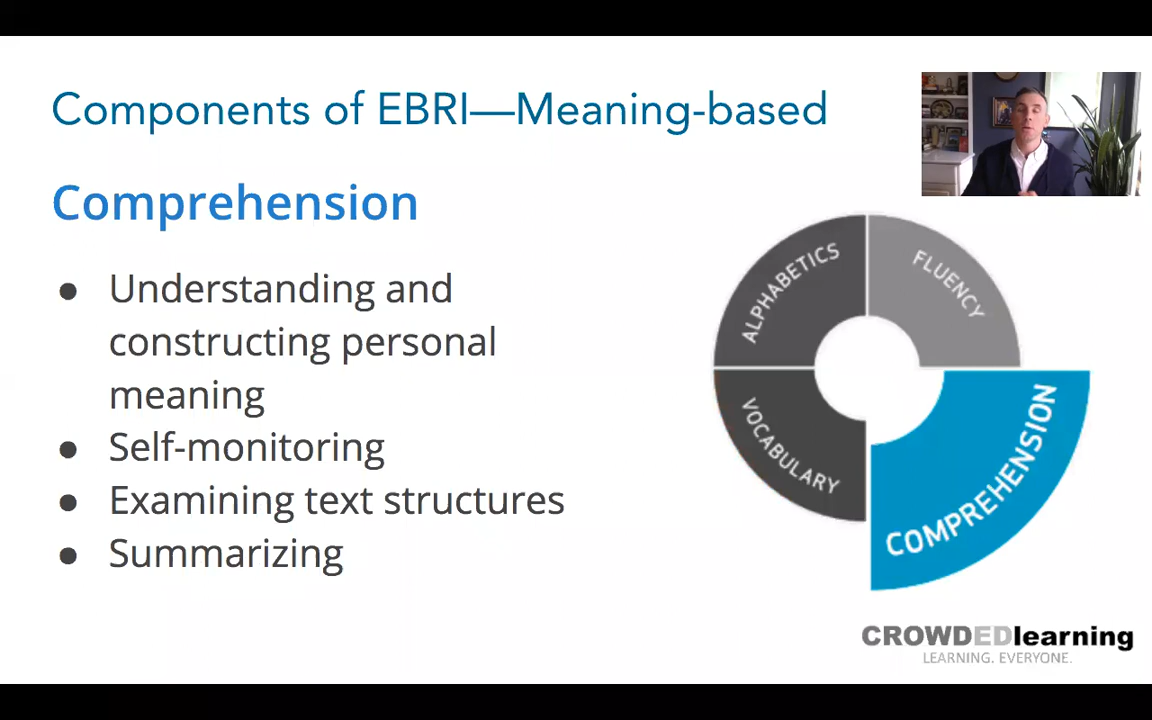 Components of EBRI—Meaning-based
Comprehension
● Understanding and
constructing personal
meaning
● Self-monitoring
● Examining text structures
● Summarizing
ALPHABETICS
FLUENCY
VOCABULARY
COMPREHENSION
CROWDEDlearning
LEARNING. EVERYONE.